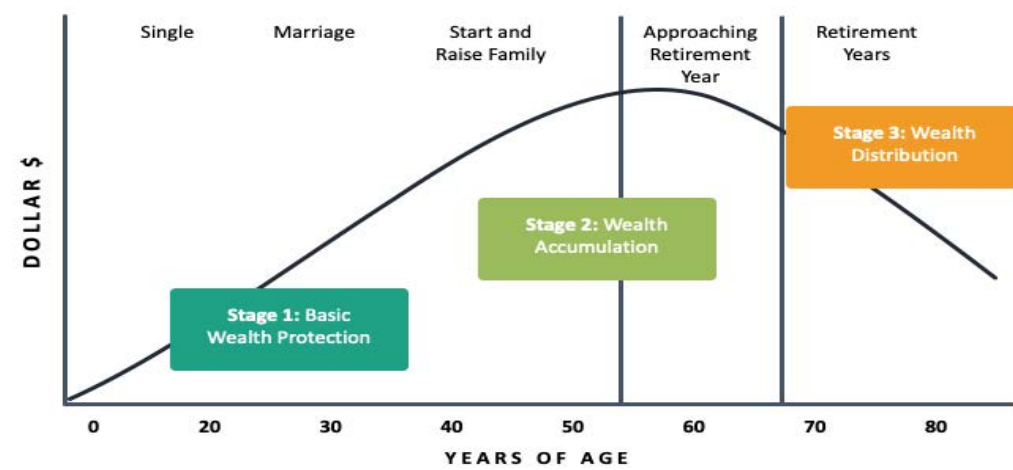 Single
Marriage
Start and
Raise Family
Approaching
Retirement
Year
Retirement
Years
DOLLAR $
Stage 3: Wealth
Distribution
Stage 2: Wealth
Accumulation
Stage 1: Basic
Wealth Protection
0 20 30 40 50 60 70 80
YEARS OF AGE